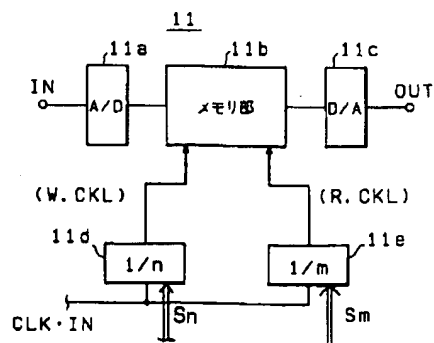 11
11a 11b 11c
IN A/D メモリ部 D/A OUT
(W.CKL) (R.CKL)
11d 11e
1/n 1/m
Sn Sm
CLK·IN